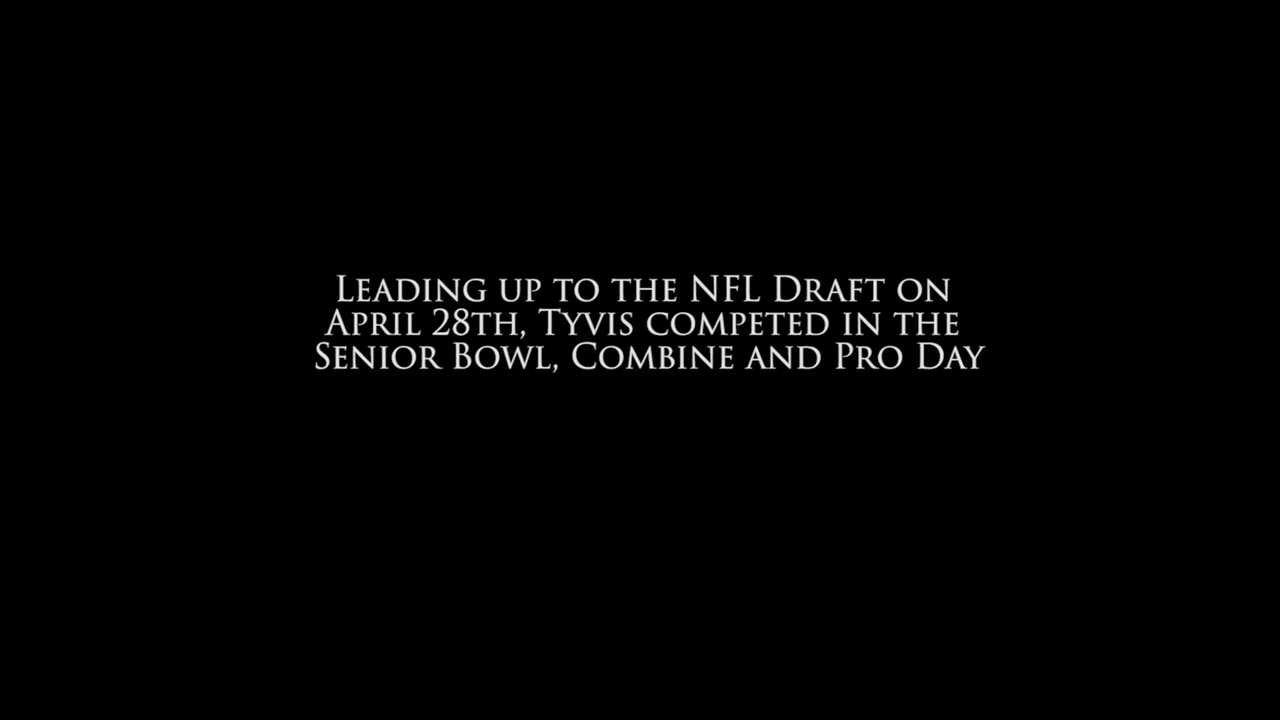 Leading up to the NFL Draft on
April 28th, Tyvis competed in the
Senior Bowl, Combine and Pro Day